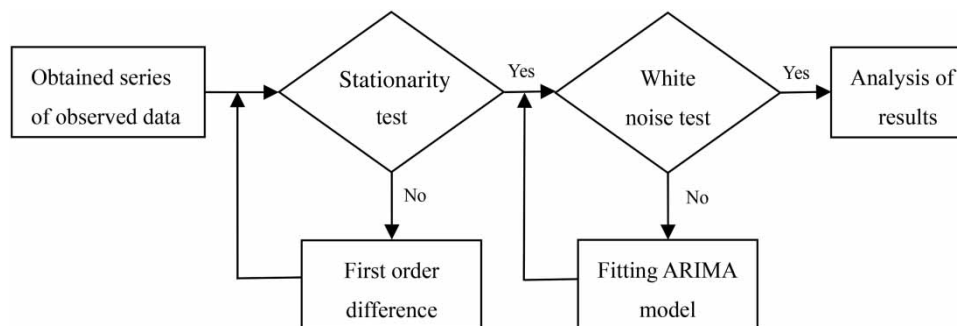 Obtained series
of observed data
Stationarity
test
Yes
White
noise test
Yes
Analysis of
results
No
No
First order
difference
Fitting ARIMA
model